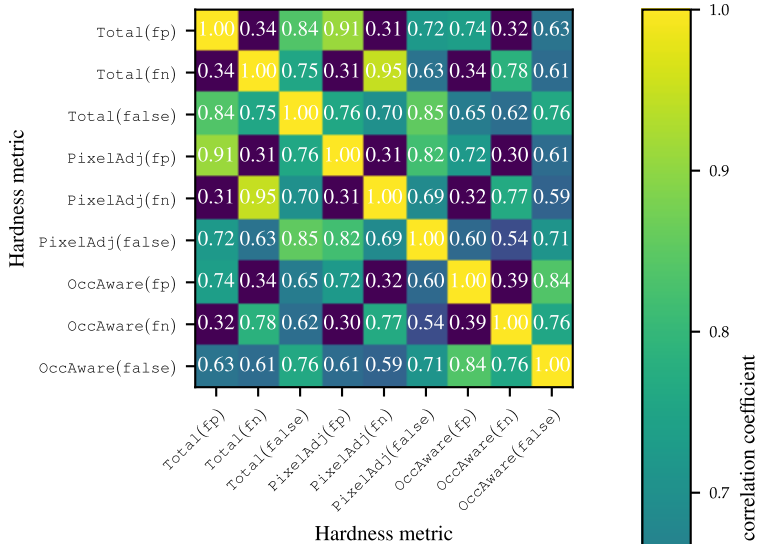 Total(fp) 1.00 0.34 0.84 0.91 0.31 0.72 0.74 0.32 0.63
Total(fn) 0.34 1.00 0.75 0.31 0.95 0.63 0.34 0.78 0.61
Total(false) 0.84 0.75 1.00 0.76 0.70 0.85 0.65 0.62 0.76
PixelAdj(fp) 0.91 0.31 0.76 1.00 0.31 0.82 0.72 0.30 0.61
PixelAdj(fn) 0.31 0.95 0.70 0.31 1.00 0.69 0.32 0.77 0.59
PixelAdj(false) 0.72 0.63 0.85 0.82 0.69 1.00 0.60 0.54 0.71
OccAware(fp) 0.74 0.34 0.65 0.72 0.32 0.60 1.00 0.39 0.84
OccAware(fn) 0.32 0.78 0.62 0.30 0.77 0.54 0.39 1.00 0.76
OccAware(false) 0.63 0.61 0.76 0.61 0.59 0.71 0.84 0.76 1.00
Hardness metric
Total(fp)
Total(fn)
Total(false)
PixelAdj(fp)
PixelAdj(fn)
PixelAdj(false)
OccAware(fp)
OccAware(fn)
OccAware(false)
Hardness metric
1.0
0.9
0.8
0.7
correlation coefficient